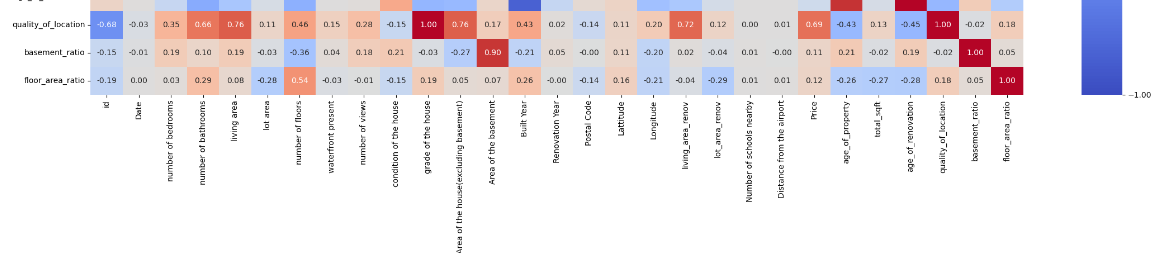 quality_of_location -0.68 -0.03 0.35 0.66 0.76 0.11 0.46 0.15 0.28 -0.15 1.00 0.76 0.17 0.43 0.02 -0.14 0.11 0.20 0.72 0.12 0.00 0.01 0.69 -0.43 0.13 -0.45 1.00 -0.02 0.18
basement_ratio -0.15 -0.01 0.19 0.10 0.19 -0.03 -0.36 0.04 0.18 0.21 -0.03 -0.27 0.90 -0.21 0.05 -0.00 0.11 -0.20 0.02 -0.04 0.01 0.01 0.11 0.21 -0.02 0.19 -0.02 1.00 0.05
floor_area_ratio -0.19 0.00 0.03 0.29 0.08 -0.28 0.54 -0.03 -0.01 -0.15 0.19 0.05 0.07 0.26 -0.00 -0.14 0.16 -0.21 -0.04 -0.29 0.01 0.01 0.12 -0.26 -0.27 -0.28 0.18 0.05 1.00
−1.00
id
Date
number of bedrooms
number of bathrooms
living area
lot area
number of floors
waterfront present
number of views
condition of the house
grade of the house
Area of the house(excluding basement)
Area of the basement
Built Year
Renovation Year
Postal Code
Lattitude
Longitude
living_area_renov
lot_area_renov
Number of schools nearby
Distance from the airport
Price
age_of_property
total_sqft
age_of_renovation
quality_of_location
basement_ratio
floor_area_ratio